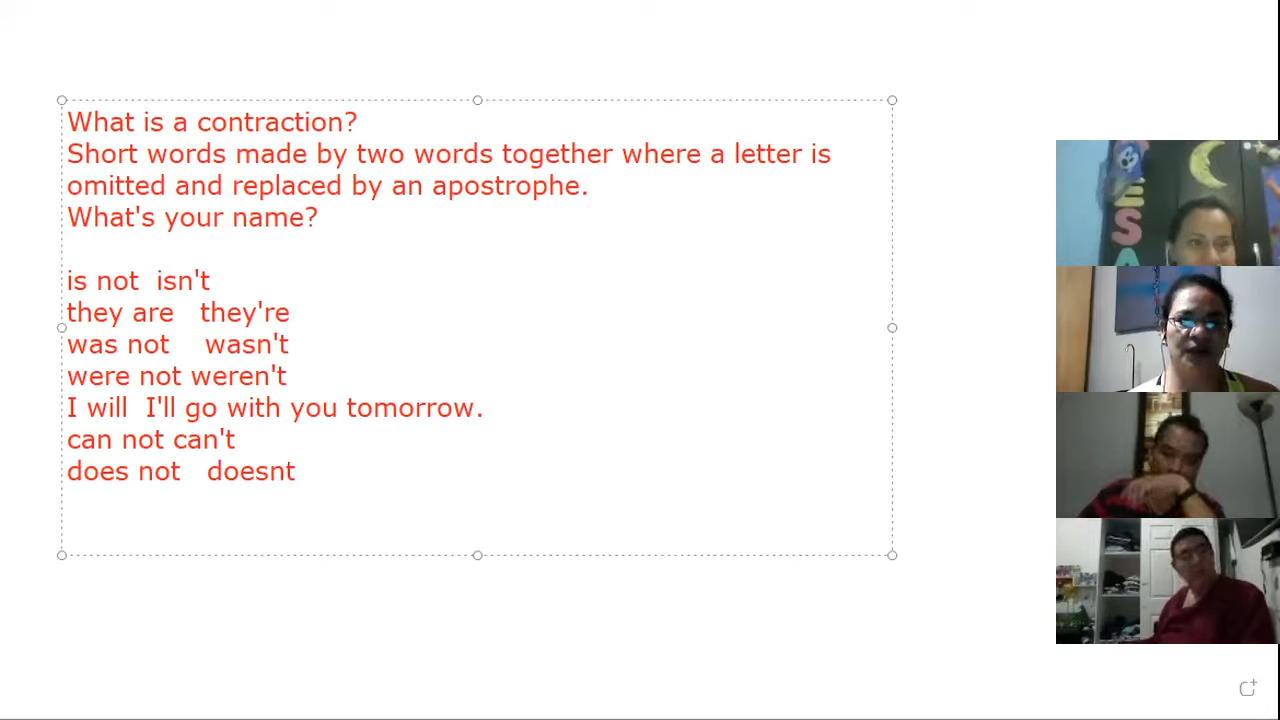 What is a contraction?
Short words made by two words together where a letter is
omitted and replaced by an apostrophe.
What's your name?
is not isn't
they are they're
was not wasn't
were not weren't
I will I'll go with you tomorrow.
can not can't
does not doesnt
E
S
A